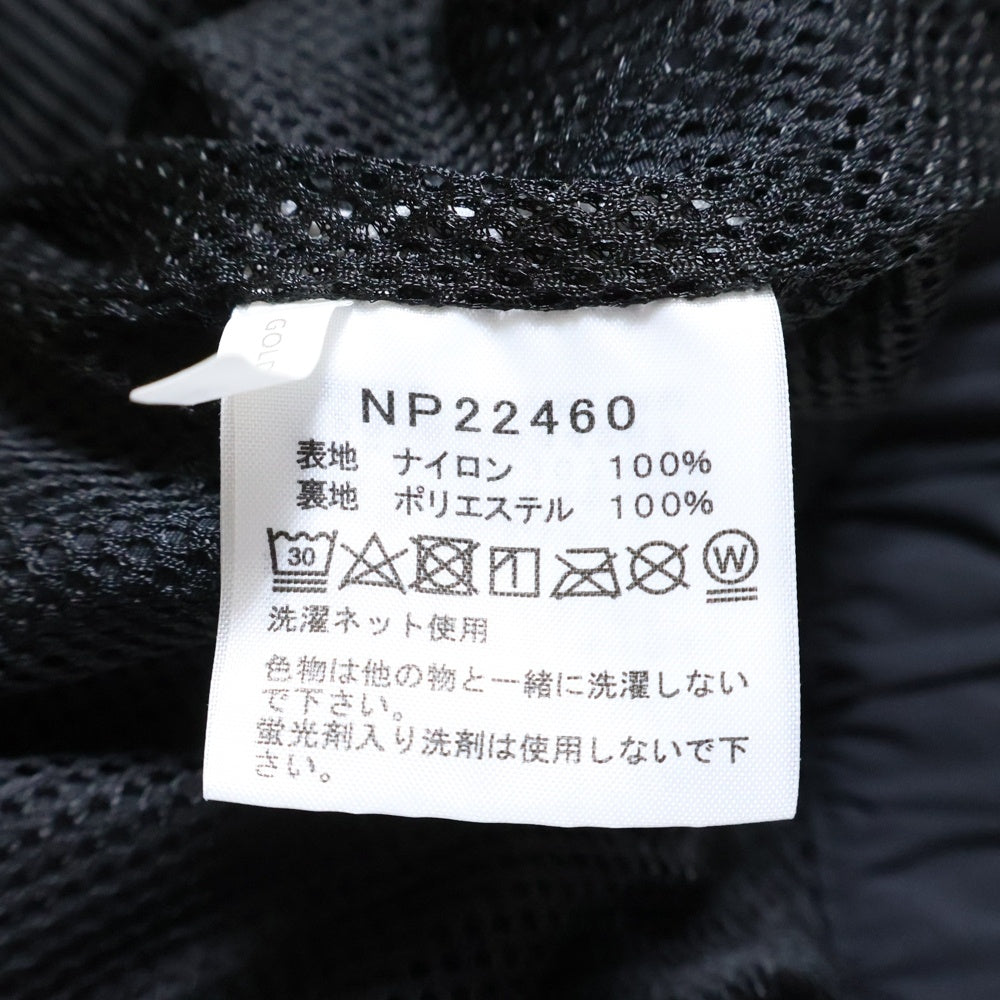 GOLD
NP22460
表地 ナイロン 100%
裏地 ポリエステル 100%
30 W
洗濯ネット使用
色物は他の物と一緒に洗濯しない
で下さい。
蛍光剤入り洗剤は使用しないで下
さい。